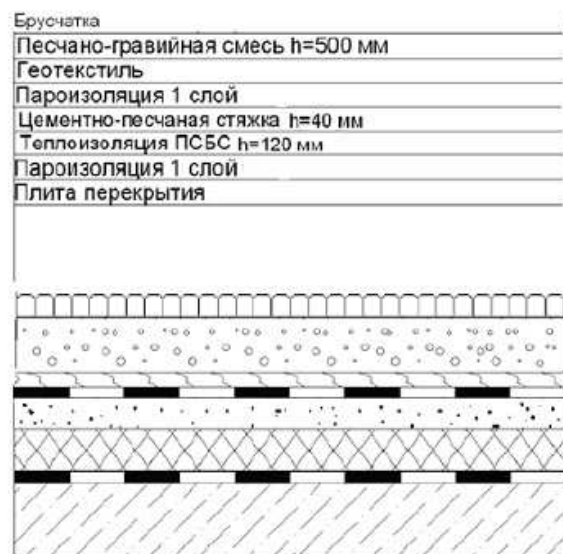 Брусчатка
Песчано-гравийная смесь h=500 мм
Геотекстиль
Пароизоляция 1 слой
Цементно-песчаная стяжка h=40 мм
Теплоизоляция ПСБС h=120 мм
Пароизоляция 1 слой
Плита перекрытия